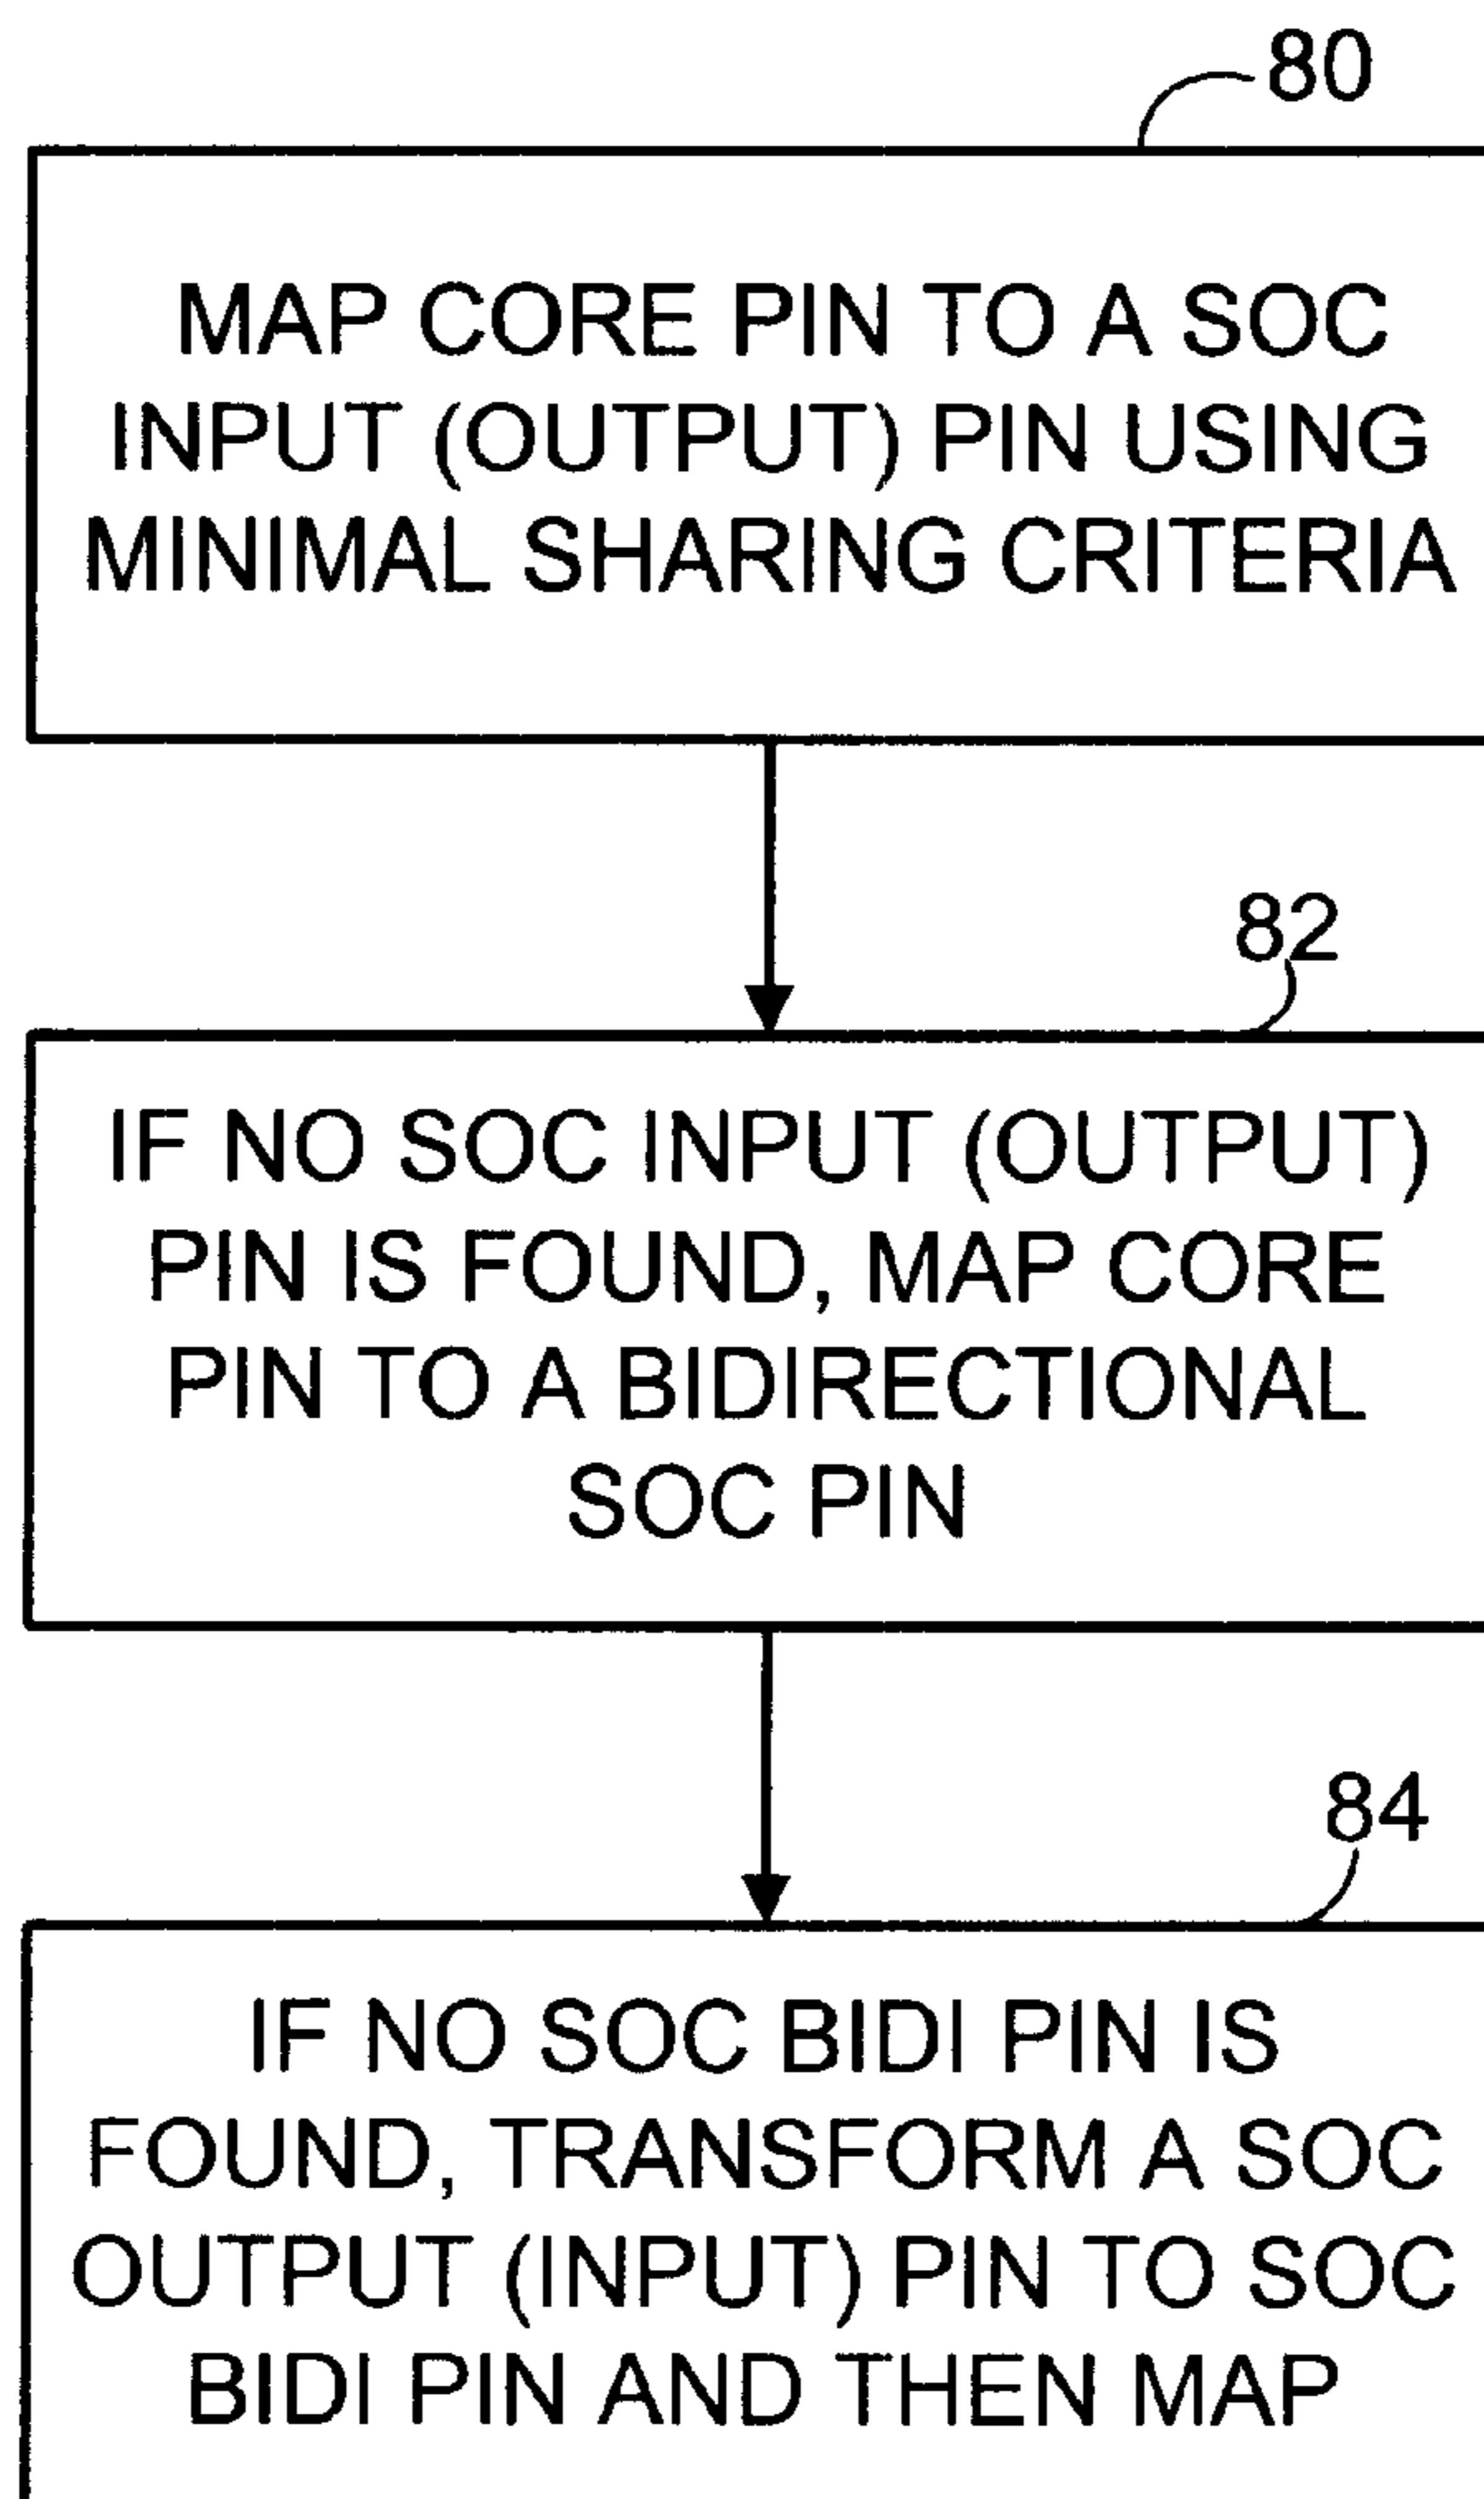 80
MAP CORE PIN TO A SOC
INPUT (OUTPUT) PIN USING
MINIMAL SHARING CRITERIA
82
IF NO SOC INPUT (OUTPUT)
PIN IS FOUND, MAP CORE
PIN TO A BIDIRECTIONAL
SOC PIN
84
IF NO SOC BIDI PIN IS
FOUND, TRANSFORM A SOC
OUTPUT (INPUT) PIN TO SOC
BIDI PIN AND THEN MAP